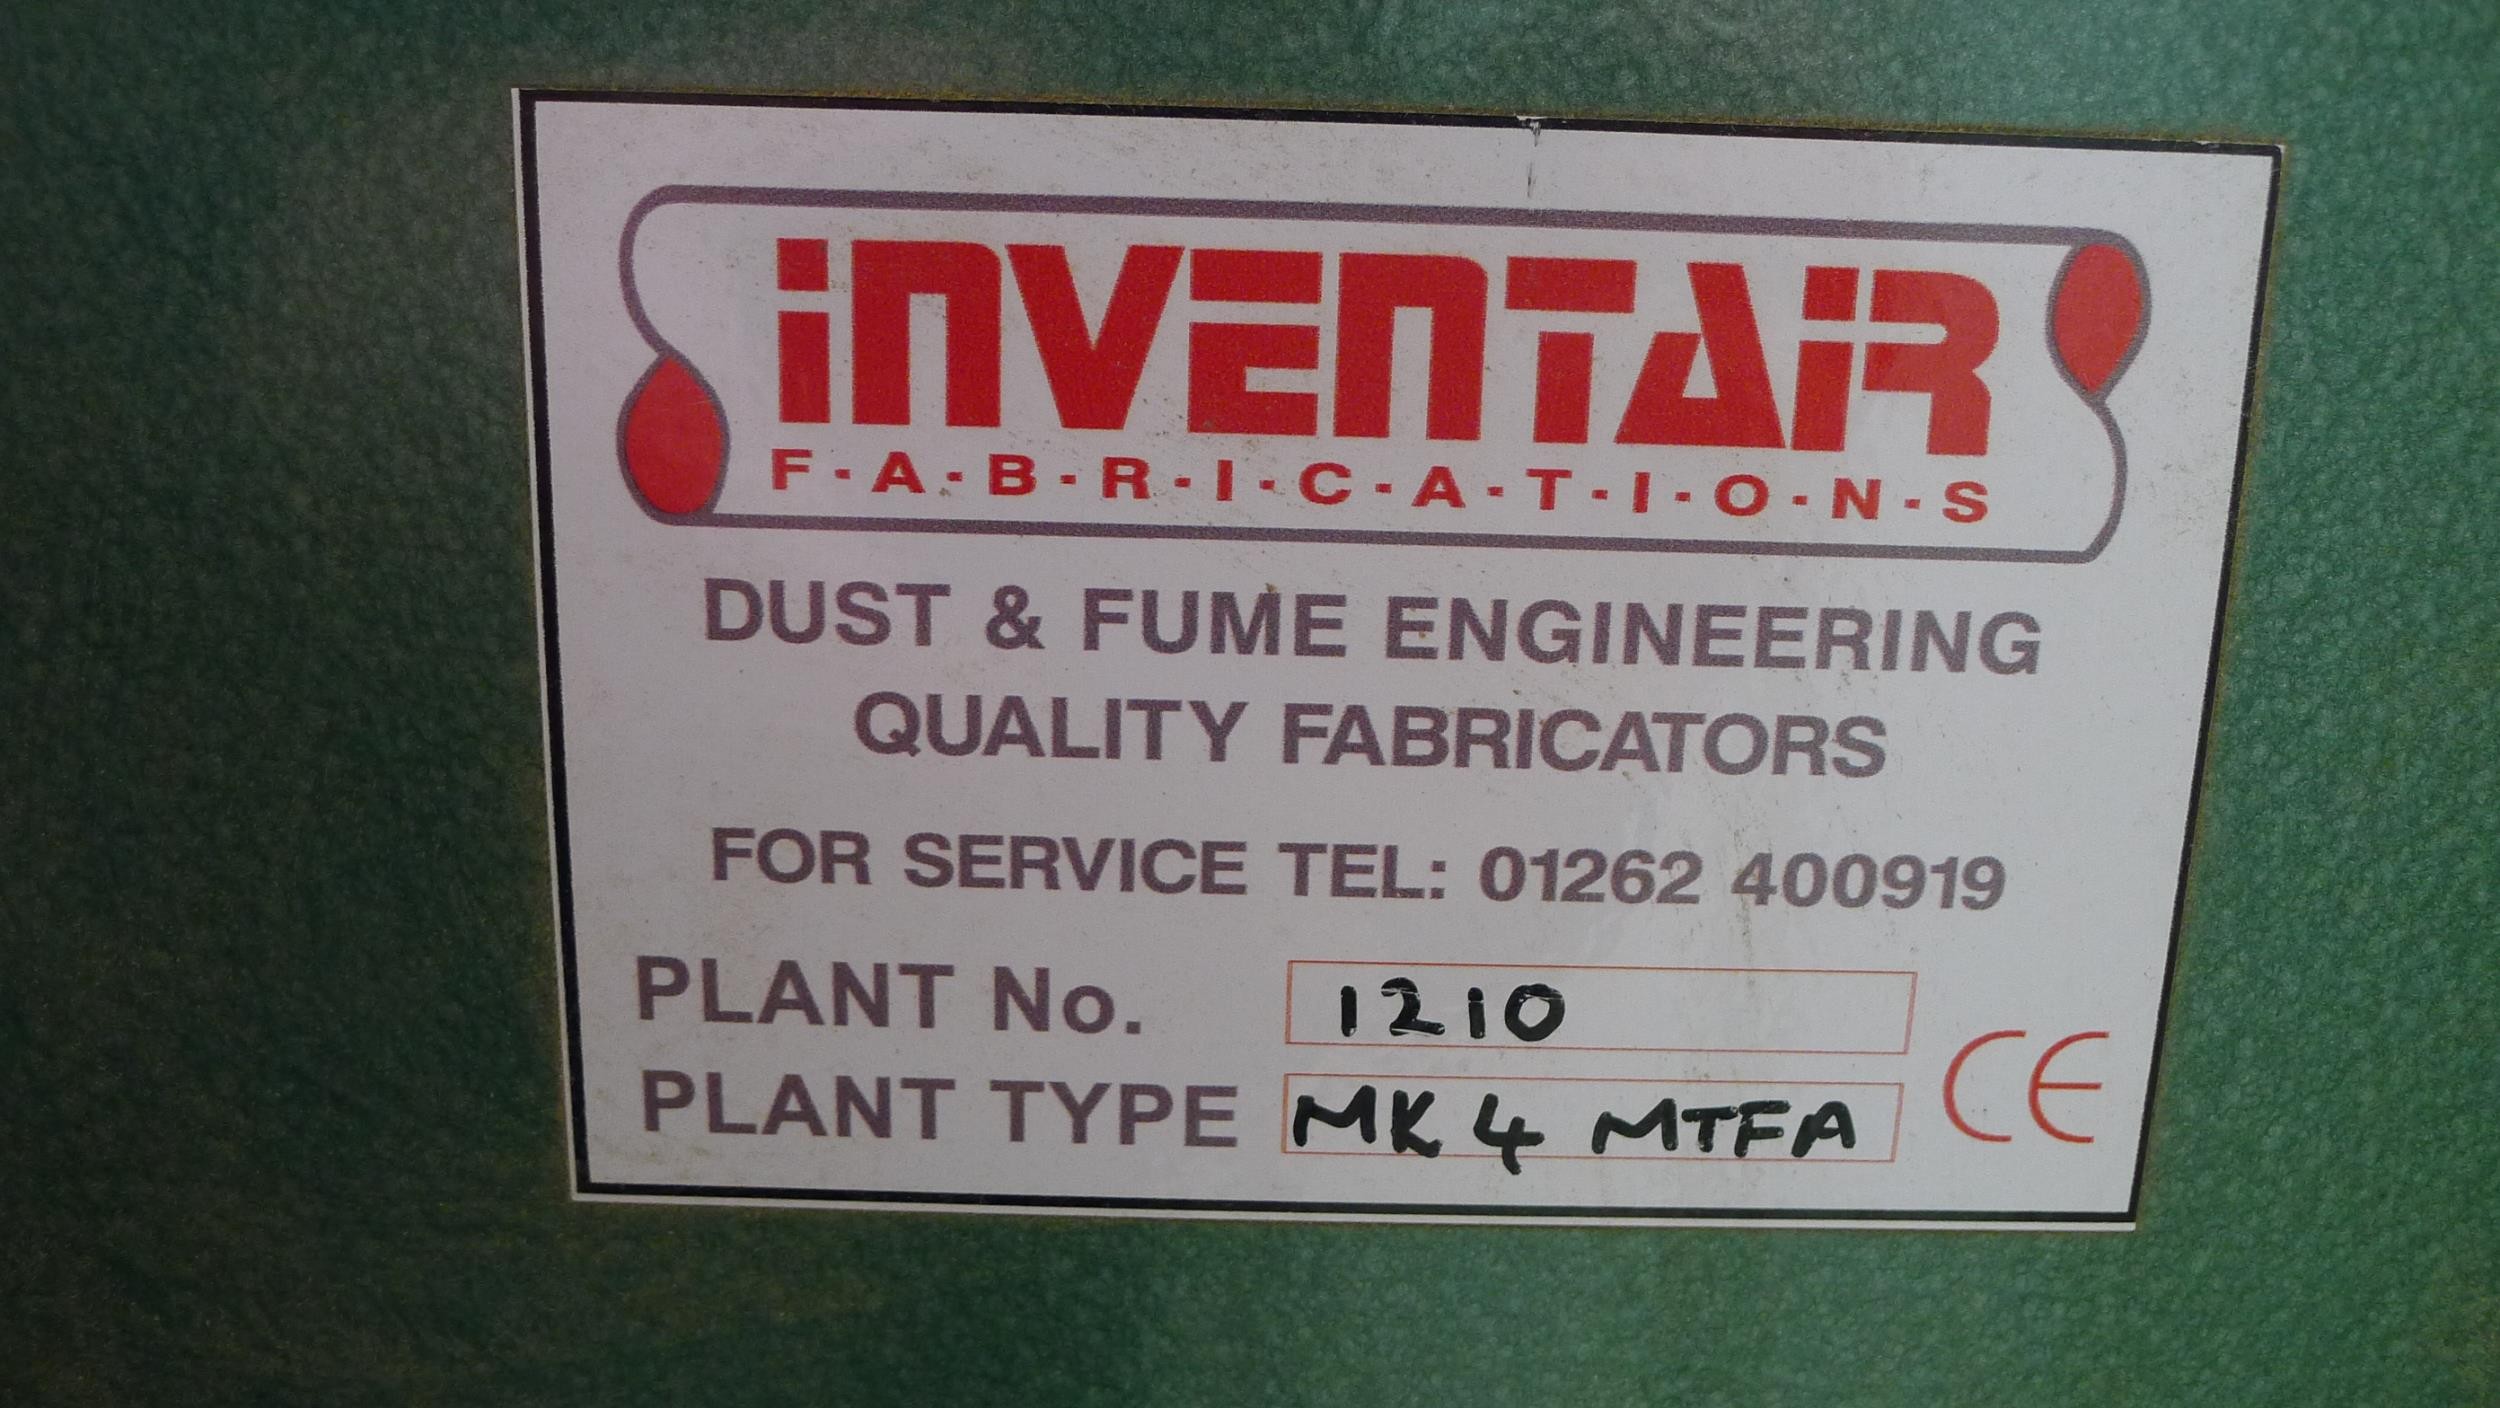 iNVENTAiR
F·A·B·R·I·C·A·T·I·O·N·S
DUST & FUME ENGINEERING
QUALITY FABRICATORS
FOR SERVICE TEL: 01262 400919
PLANT No. 1210
PLANT TYPE MK 4 MTFA
CE